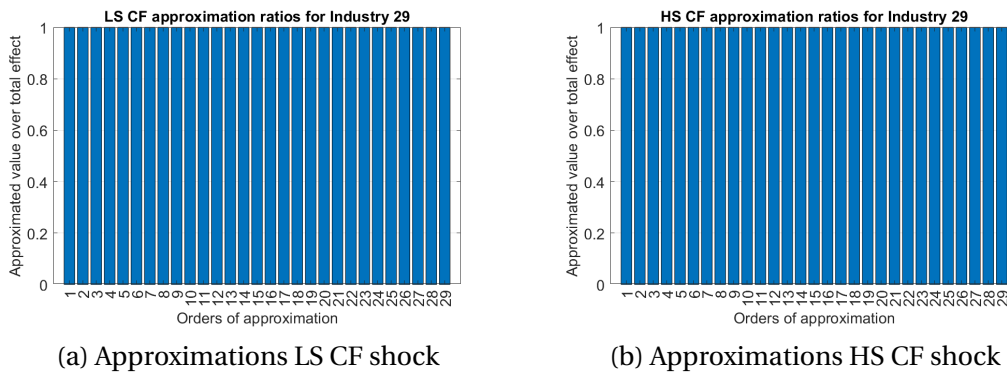 LS CF approximation ratios for Industry 29
Approximated value over total effect
1
0.8
0.6
0.4
0.2
0
1 2 3 4 5 6 7 8 9 10 11 12 13 14 15 16 17 18 19 20 21 22 23 24 25 26 27 28 29
Orders of approximation
(a) Approximations LS CF shock
HS CF approximation ratios for Industry 29
Approximated value over total effect
1
0.8
0.6
0.4
0.2
0
1 2 3 4 5 6 7 8 9 10 11 12 13 14 15 16 17 18 19 20 21 22 23 24 25 26 27 28 29
Orders of approximation
(b) Approximations HS CF shock